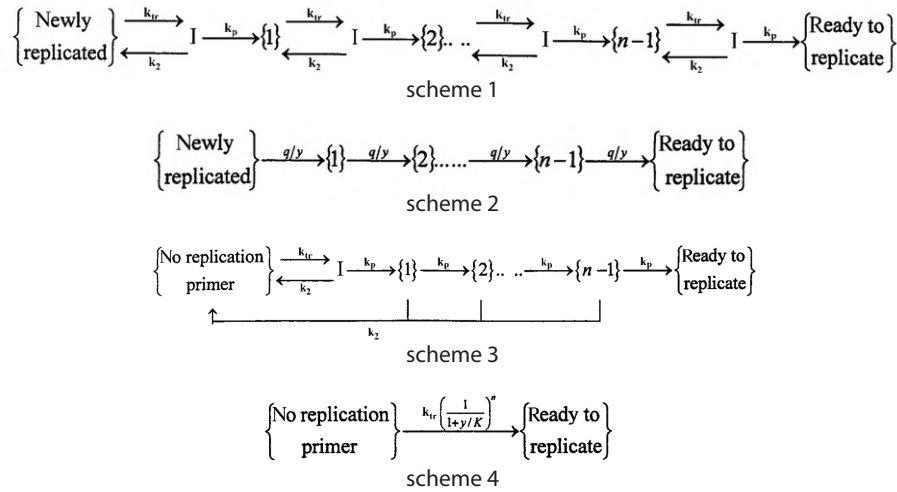 {Newly replicated} k_tr k_2 I k_p {1} k_tr k_2 I k_p {2}.. .. k_tr k_2 I k_p {n−1} k_tr k_2 I k_p {Ready to replicate}
scheme 1
{Newly replicated} q/y {1} q/y {2}...... q/y {n−1} q/y {Ready to replicate}
scheme 2
{No replication primer} k_tr k_2 I k_p {1} k_p {2}.. .. k_p {n−1} k_p {Ready to replicate}
k_2
scheme 3
{No replication primer} k_tr(1/(1+y/K))^n {Ready to replicate}
scheme 4